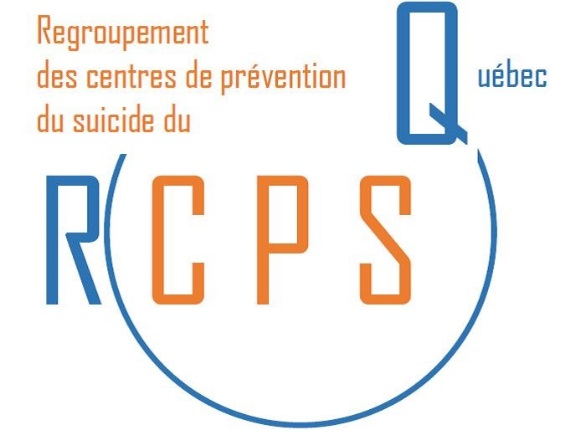 Regroupement
des centres de prévention
du suicide du Québec
RCPS